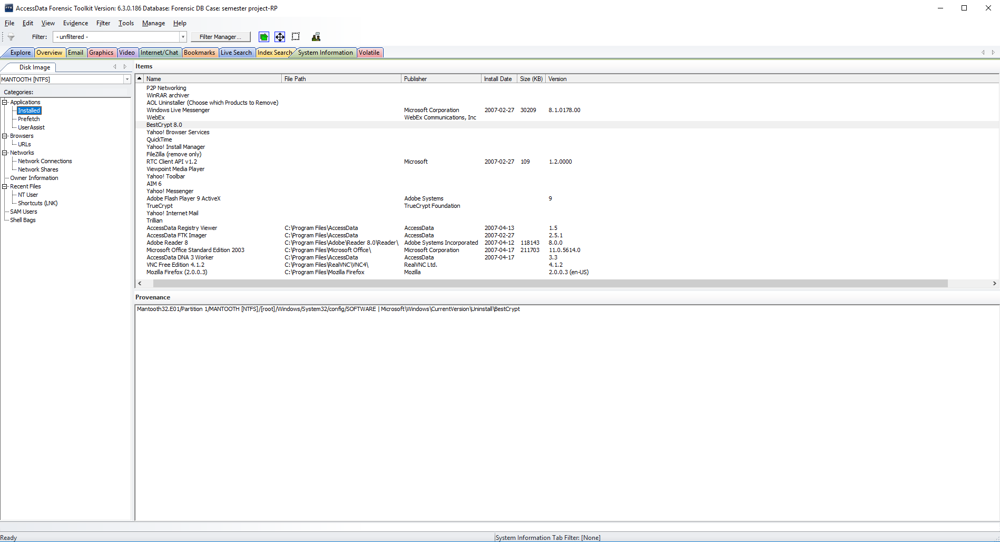 AccessData Forensic Toolkit Version: 6.3.0.186 Database: Forensic DB Case: semester project-RP
File Edit View Evidence Filter Tools Manage Help
Filter: - unfiltered - Filter Manager...
Explore Overview Email Graphics Video Internet/Chat Bookmarks Live Search Index Search System Information Volatile
Disk Image
MANTOOTH [NTFS]
Categories:
Applications
Installed
Prefetch
UserAssist
Browsers
URLs
Networks
Network Connections
Network Shares
Owner Information
Recent Files
NT User
Shortcuts (LNK)
SAM Users
Shell Bags
Items
Name File Path Publisher Install Date Size (KB) Version
P2P Networking
WinRAR archiver
AOL Uninstaller (Choose which Products to Remove)
Windows Live Messenger Microsoft Corporation 2007-02-27 30209 8.1.0178.00
WebEx WebEx Communications, Inc
BestCrypt 8.0
Yahoo! Browser Services
QuickTime
Yahoo! Install Manager
FileZilla (remove only)
RTC Client API v1.2 Microsoft 2007-02-27 109 1.2.0000
Viewpoint Media Player
Yahoo! Toolbar
AIM 6
Yahoo! Messenger
Adobe Flash Player 9 ActiveX Adobe Systems 9
TrueCrypt TrueCrypt Foundation
Yahoo! Internet Mail
Trillian
AccessData Registry Viewer C:\Program Files\AccessData AccessData 2007-04-13 1.5
AccessData FTK Imager C:\Program Files\AccessData AccessData 2007-02-27 2.5.1
Adobe Reader 8 C:\Program Files\Adobe\Reader 8.0\Reader\ Adobe Systems Incorporated 2007-04-12 118143 8.0.0
Microsoft Office Standard Edition 2003 C:\Program Files\Microsoft Office\ Microsoft Corporation 2007-04-17 211703 11.0.5614.0
AccessData DNA 3 Worker C:\Program Files\AccessData AccessData 2007-04-17 3.3
VNC Free Edition 4.1.2 C:\Program Files\RealVNC\VNC4\ RealVNC Ltd. 4.1.2
Mozilla Firefox (2.0.0.3) C:\Program Files\Mozilla Firefox Mozilla 2.0.0.3 (en-US)
Provenance
Mantooth32.E01/Partition 1/MANTOOTH [NTFS]/[root]/Windows/System32/config/SOFTWARE | Microsoft\Windows\CurrentVersion\Uninstall\BestCrypt
Ready System Information Tab Filter: [None]